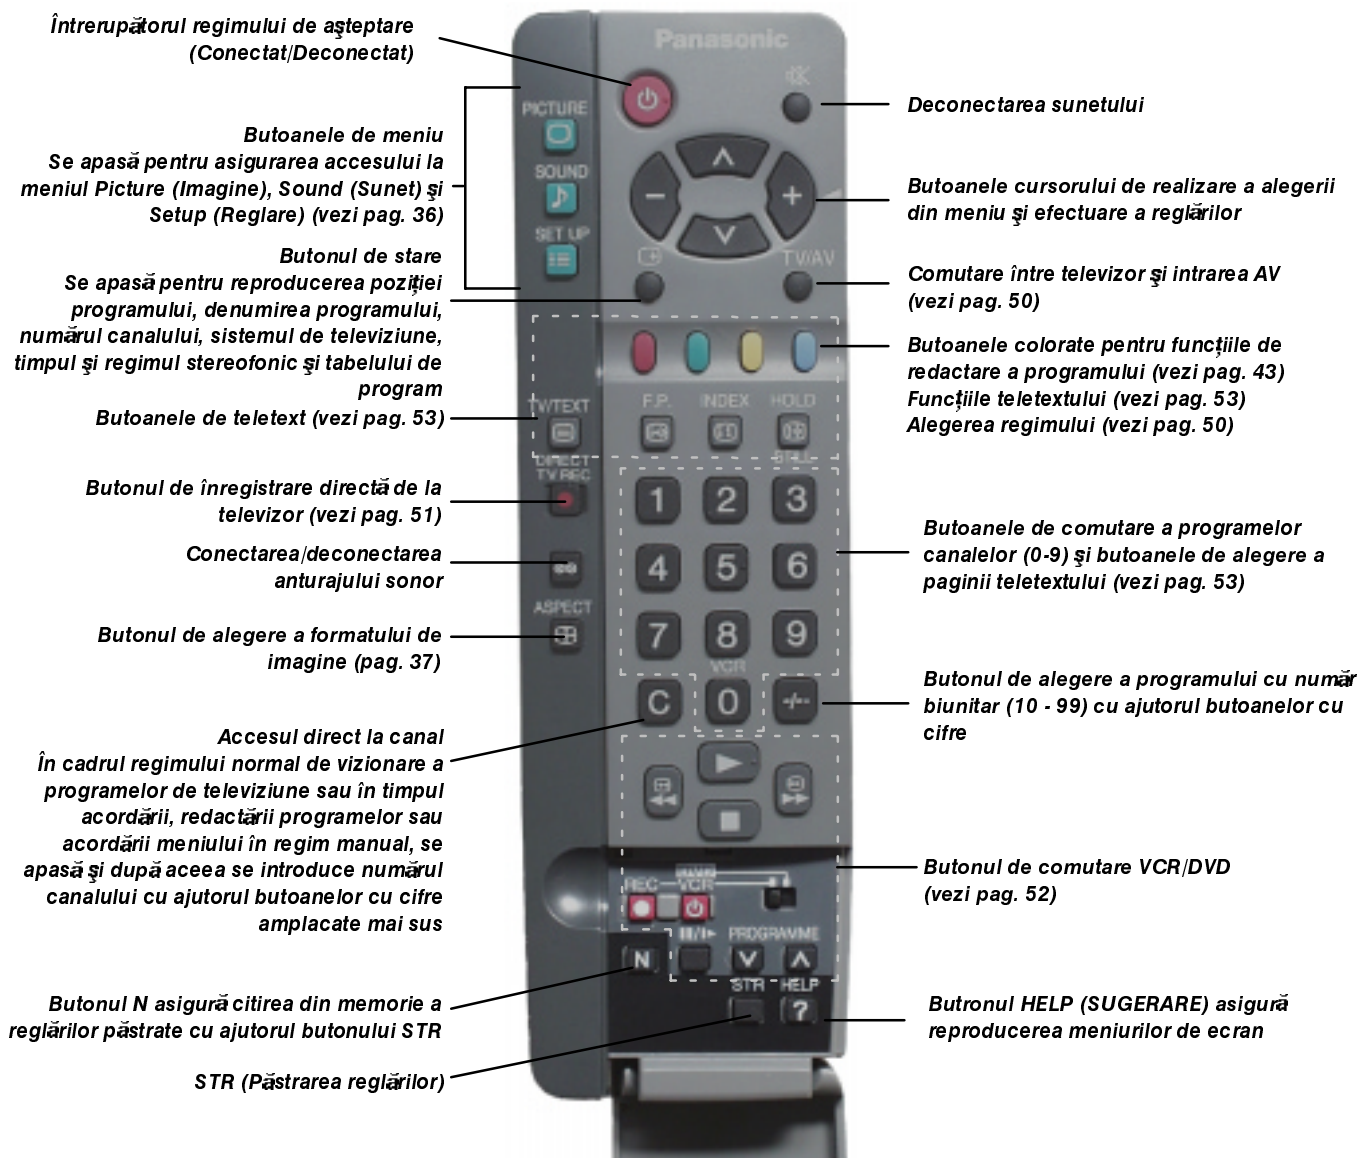 Întrerupătorul regimului de aşteptare
(Conectat/Deconectat)
Butoanele de meniu
Se apasă pentru asigurarea accesului la
meniul Picture (Imagine), Sound (Sunet) şi
Setup (Reglare) (vezi pag. 36)
Butonul de stare
Se apasă pentru reproducerea poziţiei
programului, denumirea programului,
numărul canalului, sistemul de televiziune,
timpul şi regimul stereofonic şi tabelului de
program
Butoanele de teletext (vezi pag. 53)
Butonul de înregistrare directă de la
televizor (vezi pag. 51)
Conectarea/deconectarea
anturajului sonor
Butonul de alegere a formatului de
imagine (pag. 37)
Accesul direct la canal
În cadrul regimului normal de vizionare a
programelor de televiziune sau în timpul
acordării, redactării programelor sau
acordării meniului în regim manual, se
apasă şi după aceea se introduce numărul
canalului cu ajutorul butoanelor cu cifre
amplacate mai sus
Butonul N asigură citirea din memorie a
reglărilor păstrate cu ajutorul butonului STR
STR (Păstrarea reglărilor)
Panasonic
PICTURE
SOUND
SET UP
TV/AV
TV/TEXT
F.P. INDEX HOLD
DIRECT
TV REC
STILL
1 2 3
4 5 6
ASPECT
7 8 9
VCR
C 0 -/--
REC VCR
PROGRAMME
N
STR HELP
?
Deconectarea sunetului
Butoanele cursorului de realizare a alegerii
din meniu şi efectuare a reglărilor
Comutare între televizor şi intrarea AV
(vezi pag. 50)
Butoanele colorate pentru funcţiile de
redactare a programului (vezi pag. 43)
Funcţiile teletextului (vezi pag. 53)
Alegerea regimului (vezi pag. 50)
Butoanele de comutare a programelor
canalelor (0-9) şi butoanele de alegere a
paginii teletextului (vezi pag. 53)
Butonul de alegere a programului cu număr
biunitar (10 - 99) cu ajutorul butoanelor cu
cifre
Butonul de comutare VCR/DVD
(vezi pag. 52)
Butronul HELP (SUGERARE) asigură
reproducerea meniurilor de ecran